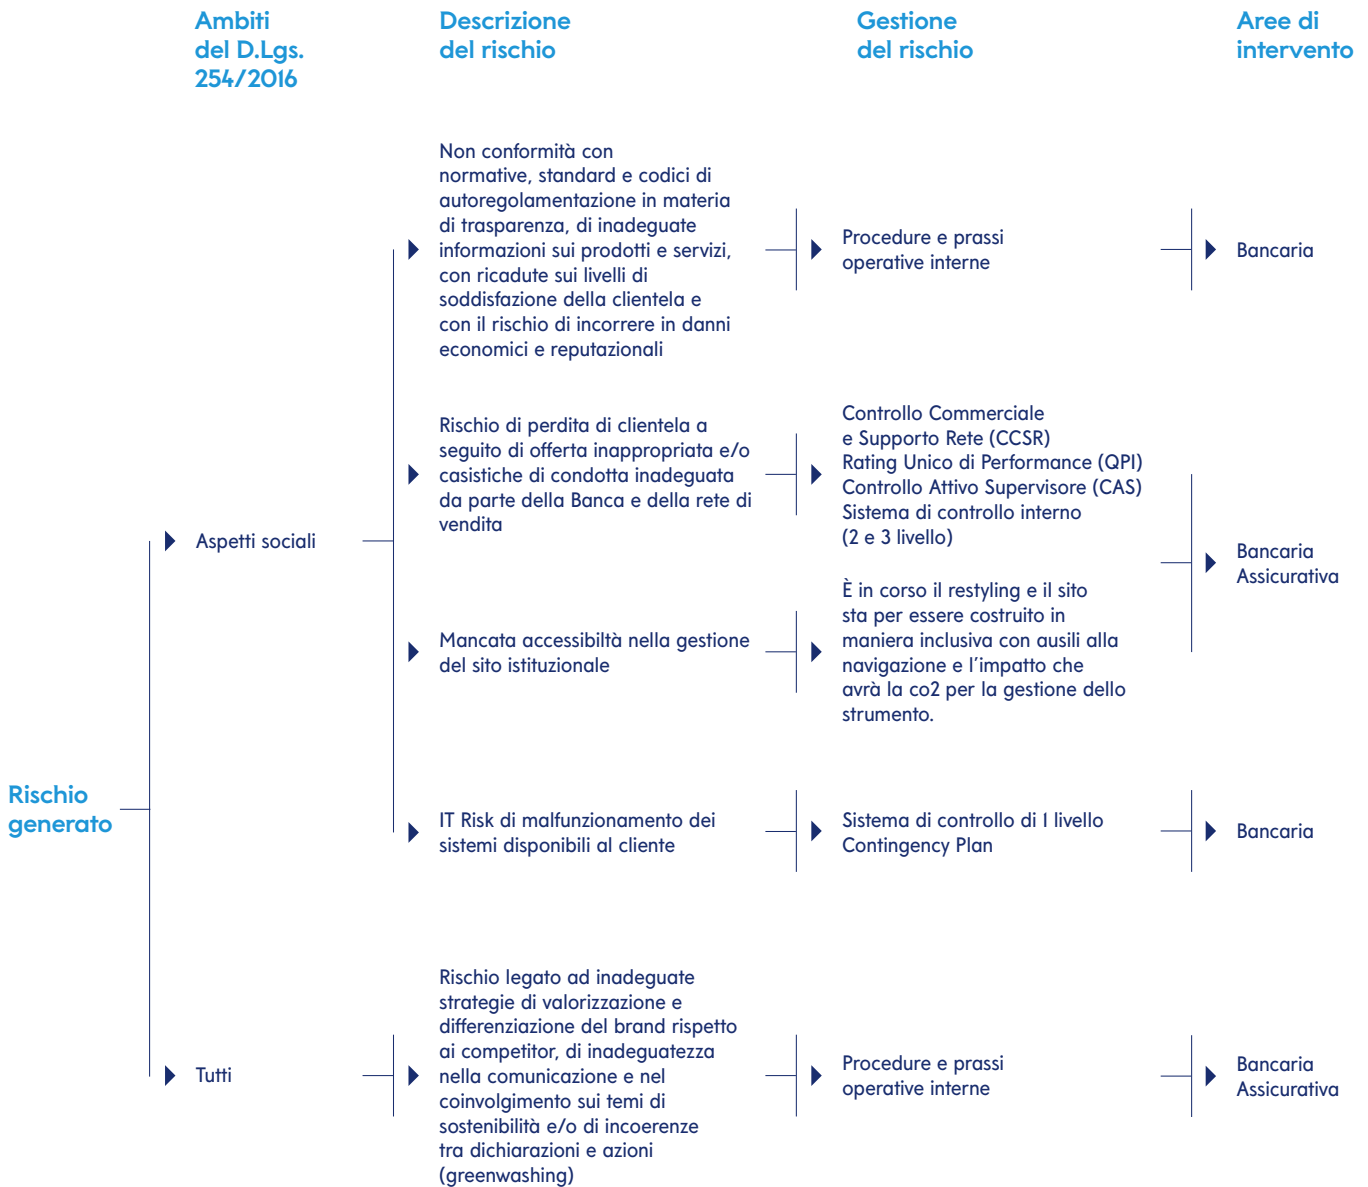 Ambiti
del D.Lgs.
254/2016
Descrizione
del rischio
Gestione
del rischio
Aree di
intervento
Rischio
generato
Aspetti sociali
Non conformità con
normative, standard e codici di
autoregolamentazione in materia
di trasparenza, di inadeguate
informazioni sui prodotti e servizi,
con ricadute sui livelli di
soddisfazione della clientela e
con il rischio di incorrere in danni
economici e reputazionali
Procedure e prassi
operative interne
Bancaria
Rischio di perdita di clientela a
seguito di offerta inappropriata e/o
casistiche di condotta inadeguata
da parte della Banca e della rete di
vendita
Controllo Commerciale
e Supporto Rete (CCSR)
Rating Unico di Performance (QPI)
Controllo Attivo Supervisore (CAS)
Sistema di controllo interno
(2 e 3 livello)
Mancata accessibiltà nella gestione
del sito istituzionale
È in corso il restyling e il sito
sta per essere costruito in
maniera inclusiva con ausili alla
navigazione e l'impatto che
avrà la co2 per la gestione dello
strumento.
Bancaria
Assicurativa
IT Risk di malfunzionamento dei
sistemi disponibili al cliente
Sistema di controllo di 1 livello
Contingency Plan
Bancaria
Tutti
Rischio legato ad inadeguate
strategie di valorizzazione e
differenziazione del brand rispetto
ai competitor, di inadeguatezza
nella comunicazione e nel
coinvolgimento sui temi di
sostenibilità e/o di incoerenze
tra dichiarazioni e azioni
(greenwashing)
Procedure e prassi
operative interne
Bancaria
Assicurativa